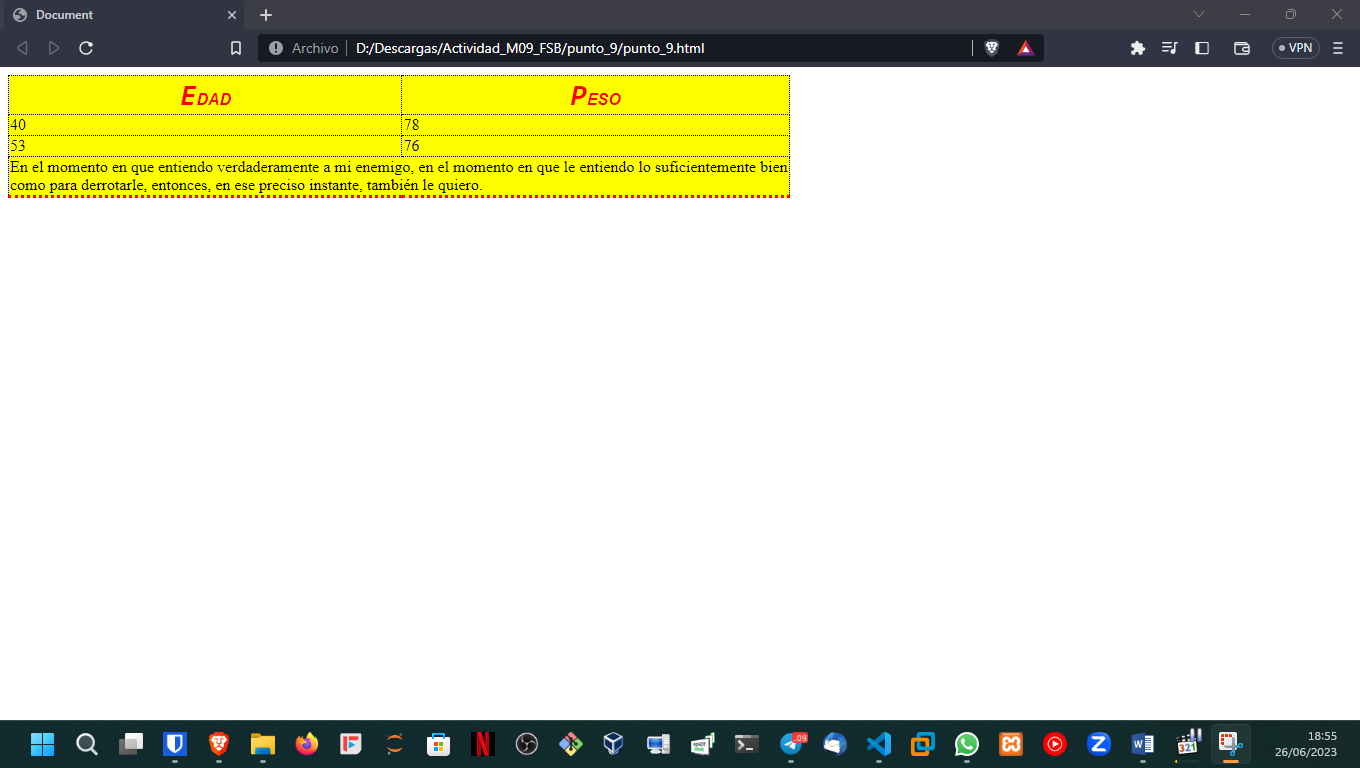 Document
Archivo D:/Descargas/Actividad_M09_FSB/punto_9/punto_9.html VPN
EDAD PESO
40 78
53 76
En el momento en que entiendo verdaderamente a mi enemigo, en el momento en que le entiendo lo suficientemente bien
como para derrotarle, entonces, en ese preciso instante, también le quiero.
09
321
18:55
26/06/2023